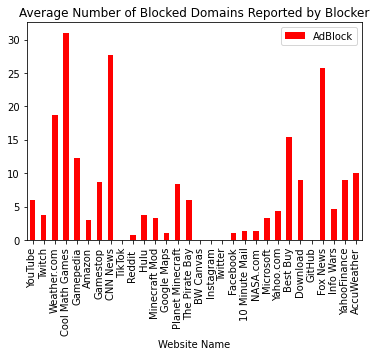 Average Number of Blocked Domains Reported by Blocker
AdBlock
30
25
20
15
10
5
0
YouTube
Twitch
Weather.com
Cool Math Games
Gamepedia
Amazon
Gamestop
CNN News
TikTok
Reddit
Hulu
Minecraft Mod
Google Maps
Planet Minecraft
The Pirate Bay
BW Canvas
Instagram
Twitter
Facebook
10 Minute Mail
NASA.com
Microsoft
Yahoo.com
Best Buy
Download
GitHub
Fox News
Info Wars
YahooFinance
AccuWeather
Website Name